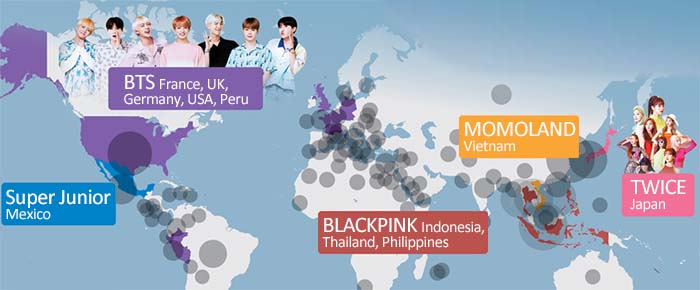 BTS France, UK,
Germany, USA, Peru
MOMOLAND
Vietnam
Super Junior
Mexico
BLACKPINK Indonesia,
Thailand, Philippines
TWICE
Japan